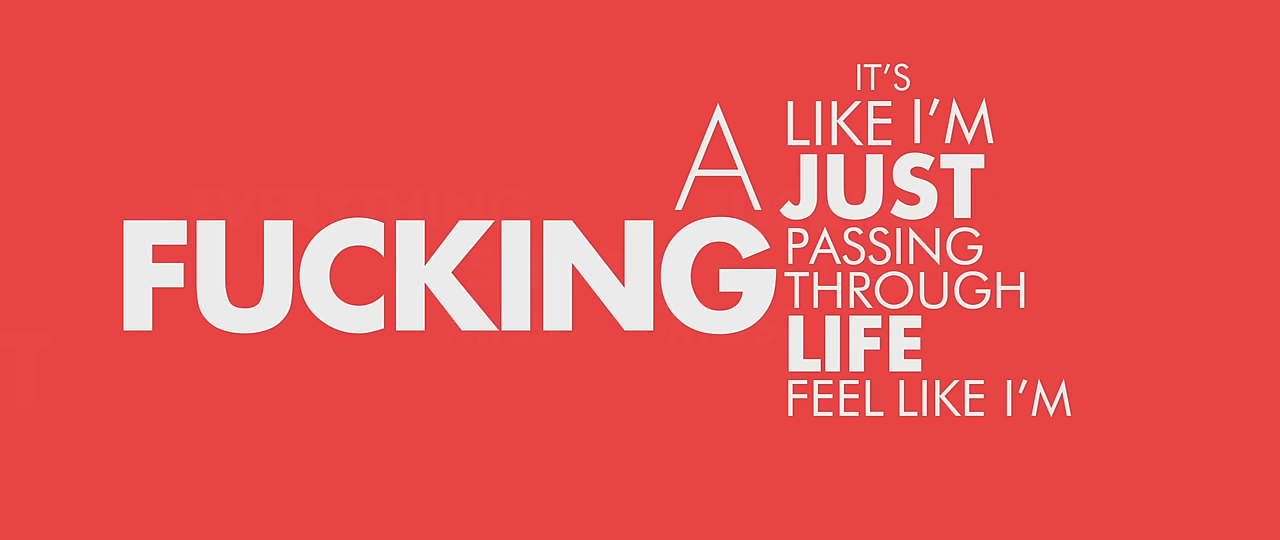 IT'S
LIKE I'M
JUST
PASSING
THROUGH
LIFE
FEEL LIKE I'M
A
FUCKING